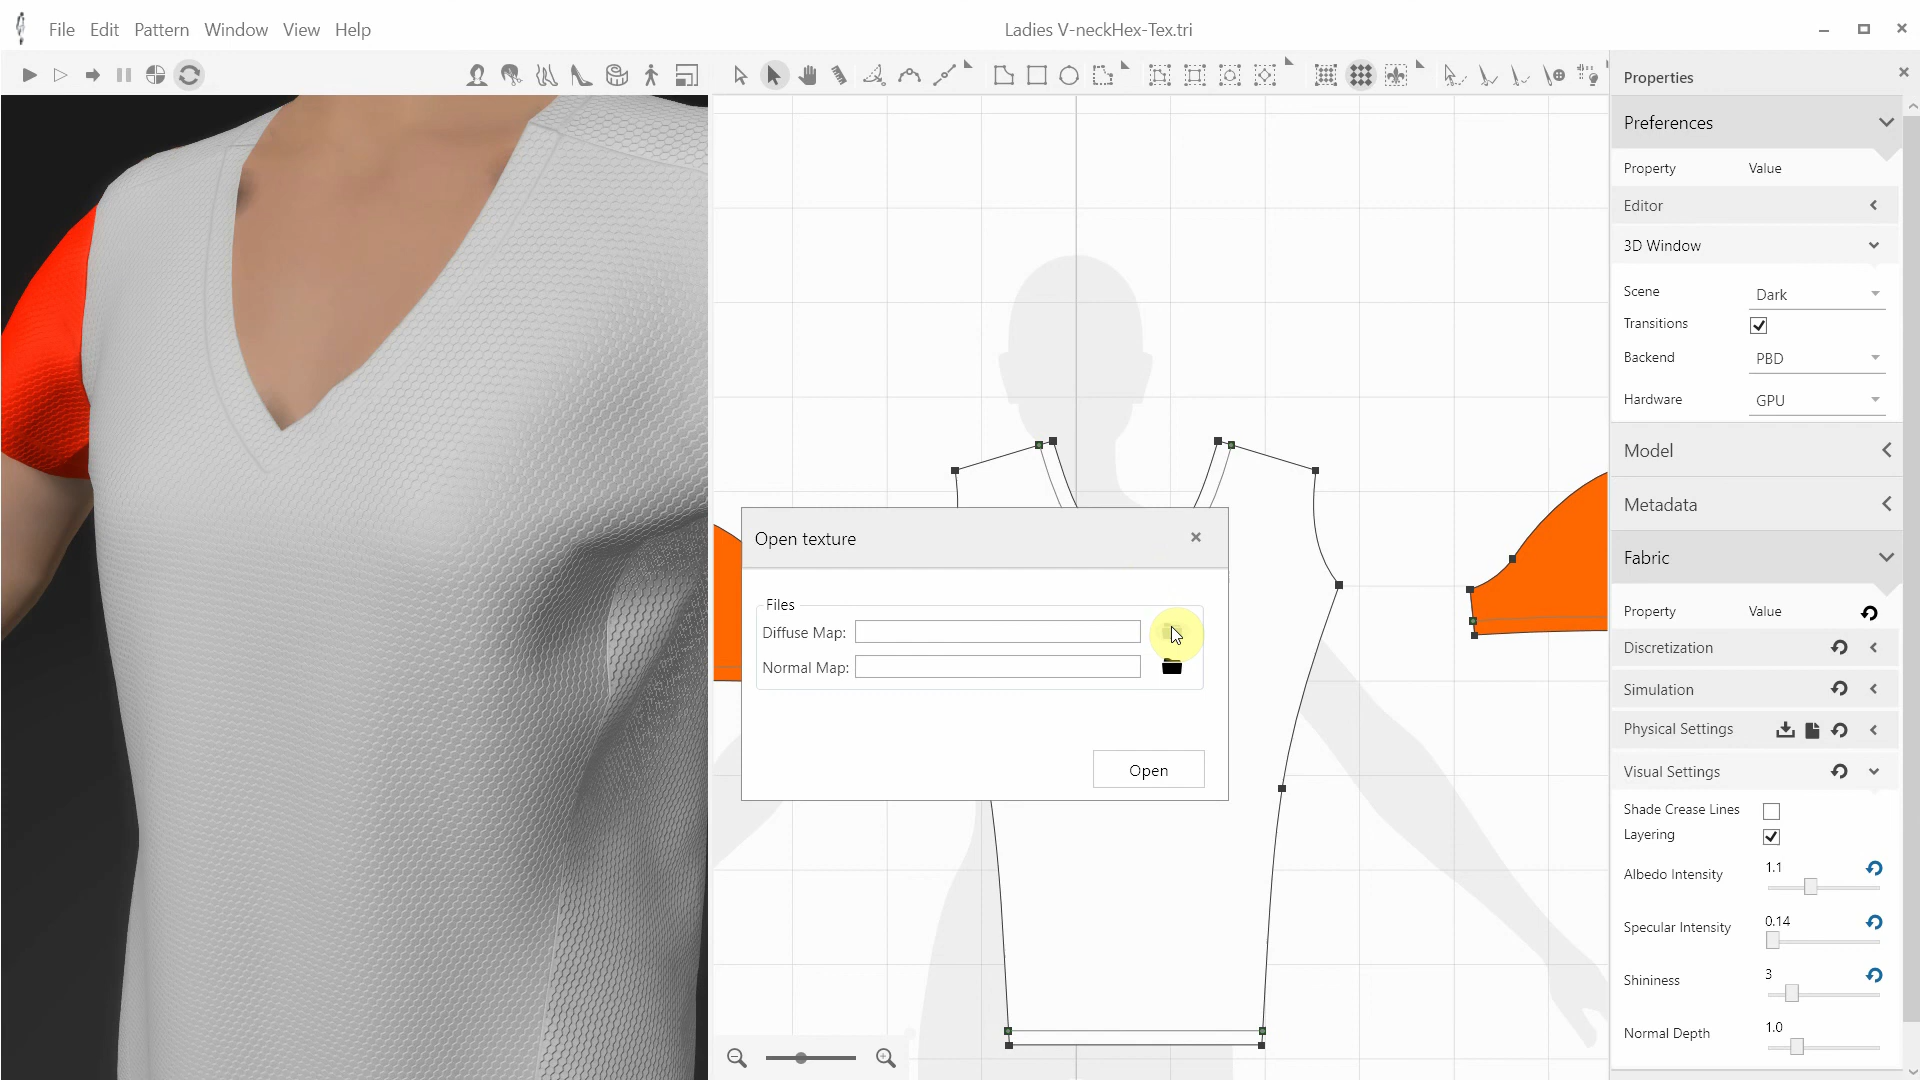 File Edit Pattern Window View Help
Ladies V-neckHex-Tex.tri
Properties
Preferences
Property Value
Editor
3D Window
Scene Dark
Transitions
Backend PBD
Hardware GPU
Model
Metadata
Fabric
Property Value
Discretization
Simulation
Physical Settings
Visual Settings
Shade Crease Lines
Layering
Albedo Intensity 1.1
Specular Intensity 0.14
Shininess 3
Normal Depth 1.0
Open texture
Files
Diffuse Map:
Normal Map:
Open